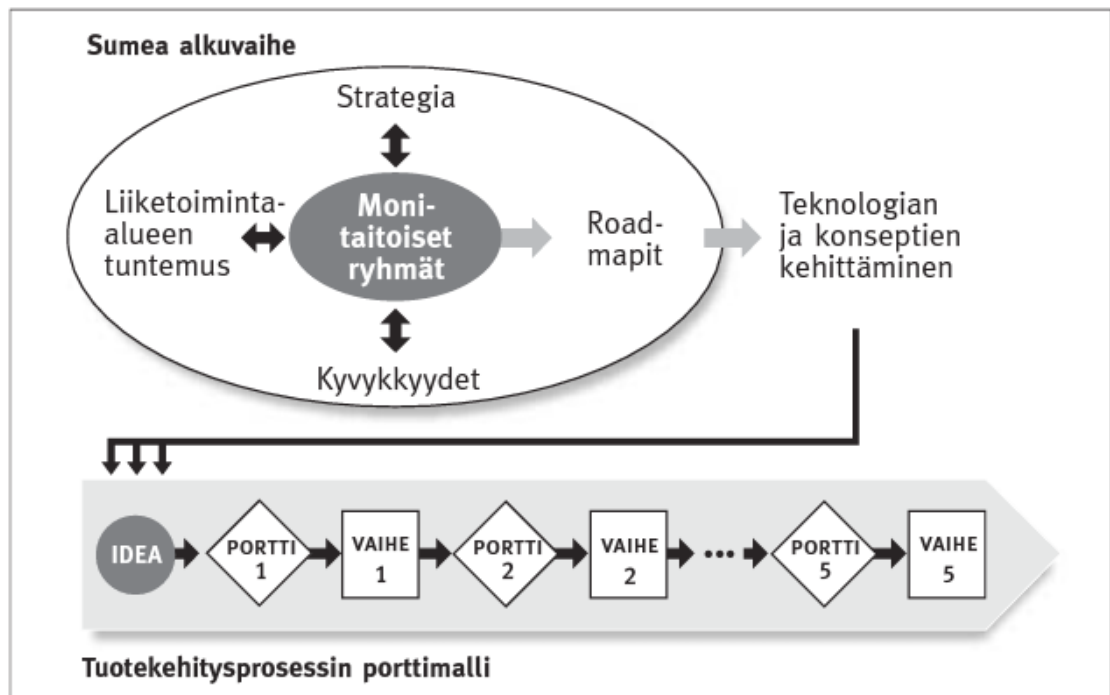 Sumea alkuvaihe
Strategia
Liiketoiminta-
alueen
tuntemus
Moni-
taitoiset
ryhmät
Road-
mapit
Teknologian
ja konseptien
kehittäminen
Kyvykkyydet
IDEA
PORTTI
1
VAIHE
1
PORTTI
2
VAIHE
2
...
PORTTI
5
VAIHE
5
Tuotekehitysprosessin porttimalli